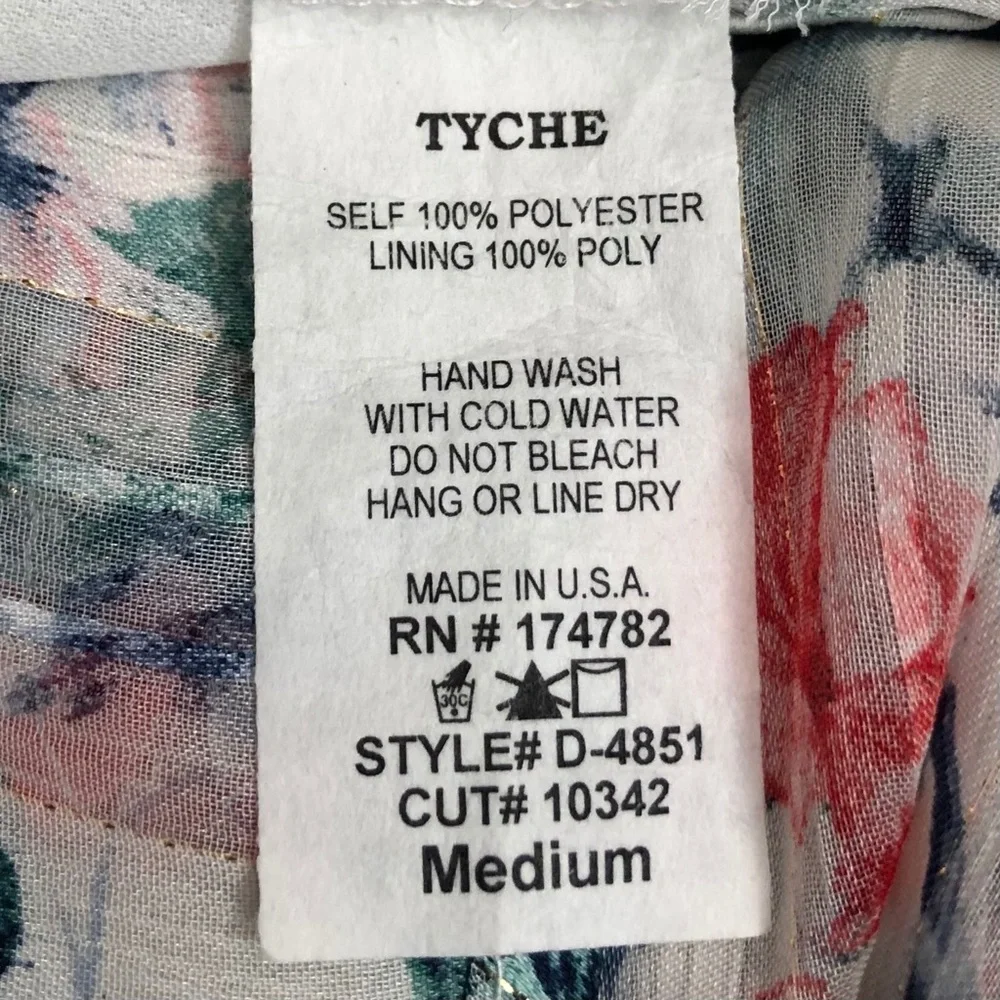 TYCHE
SELF 100% POLYESTER
LINING 100% POLY
HAND WASH
WITH COLD WATER
DO NOT BLEACH
HANG OR LINE DRY
MADE IN U.S.A.
RN # 174782
30C
STYLE# D-4851
CUT# 10342
Medium